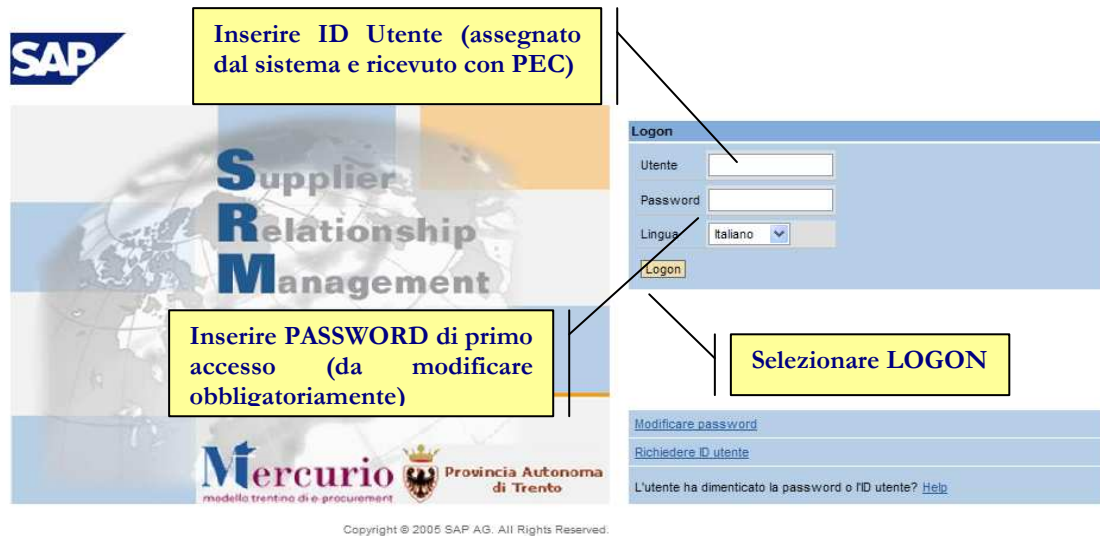 SAP
Inserire ID Utente (assegnato
dal sistema e ricevuto con PEC)
Supplier
Relationship
Management
Logon
Utente
Password
Lingua
Italiano
Logon
Inserire PASSWORD di primo
accesso (da modificare
obbligatoriamente)
Selezionare LOGON
Mercurio
modello trentino di e-procurement
Provincia Autonoma
di Trento
Modificare password
Richiedere ID utente
L'utente ha dimenticato la password o l'ID utente? Help
Copyright © 2005 SAP AG. All Rights Reserved.